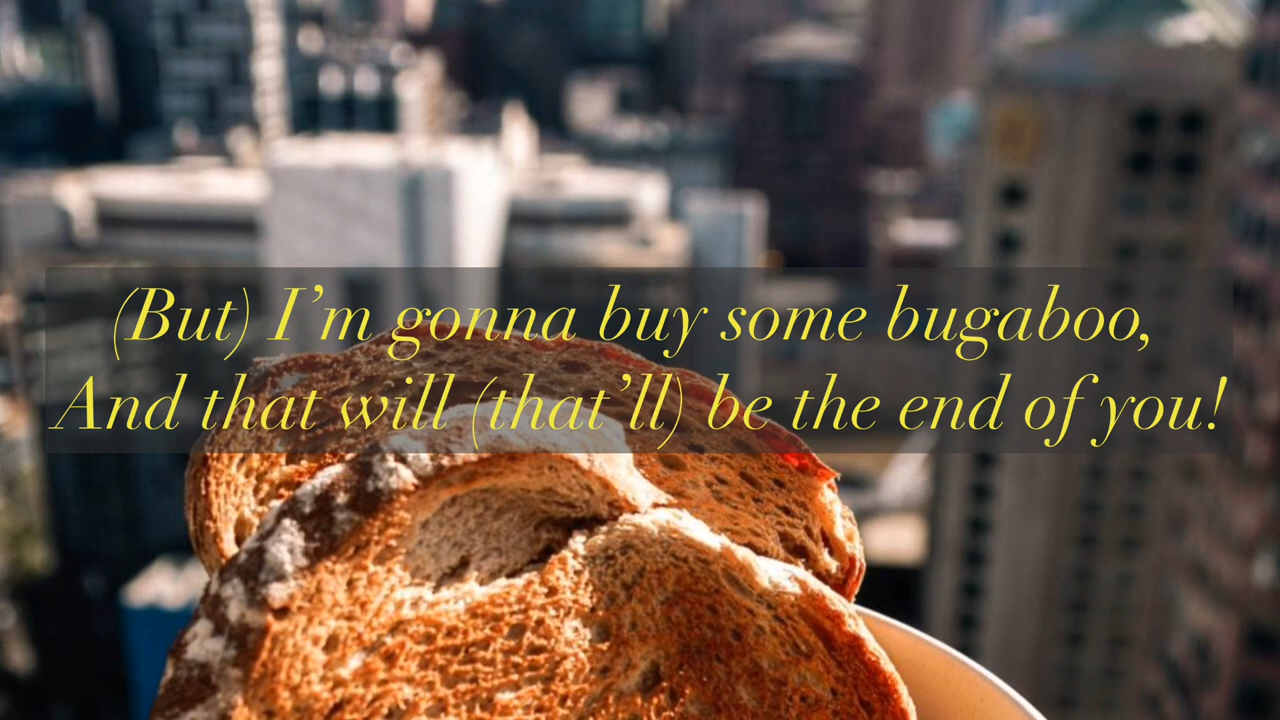 (But) I’m gonna buy some bugaboo,
And that will (that’ll) be the end of you!